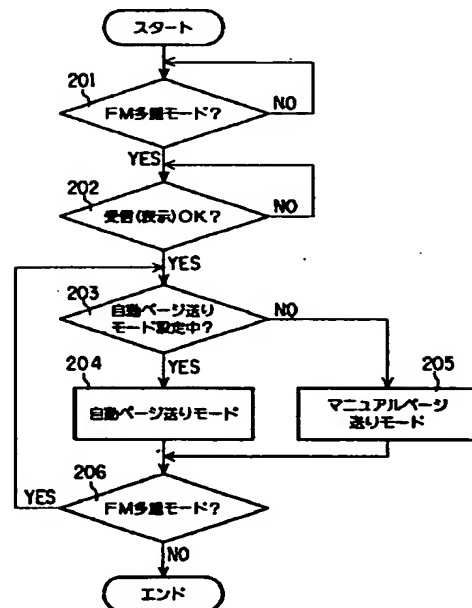 スタート
201
FM多重モード?
NO
YES
202
受信(表示)OK?
NO
YES
203
自動ページ送り
モード設定中?
NO
YES
204
自動ページ送りモード
205
マニュアルページ
送りモード
206
YES
FM多重モード?
NO
エンド